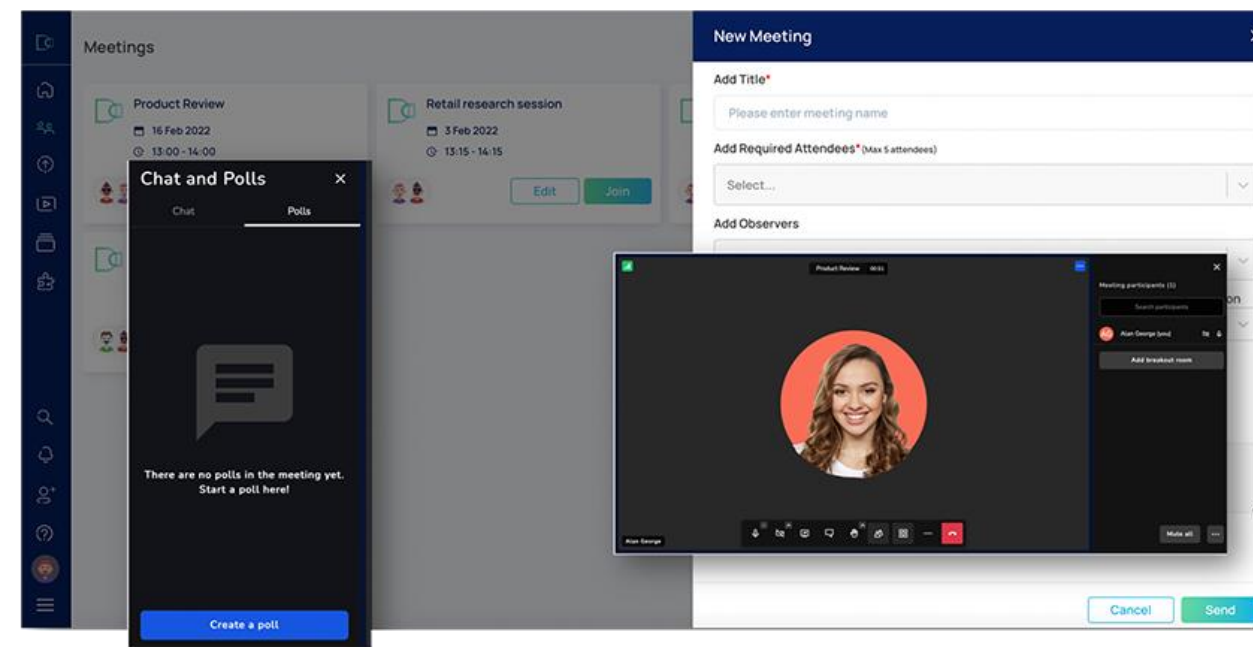 Meetings
Product Review
16 Feb 2022
13:00 - 14:00
Retail research session
3 Feb 2022
13:15 - 14:15
Edit
Join
Chat and Polls
Chat
Polls
There are no polls in the meeting yet.
Start a poll here!
Create a poll
New Meeting
Add Title*
Please enter meeting name
Add Required Attendees* (Max 5 attendees)
Select...
Add Observers
on
Product Review
Meeting participants (1)
Search participants
AG
Alan George (you)
Add breakout room
Alan George
Mute all
Cancel
Send